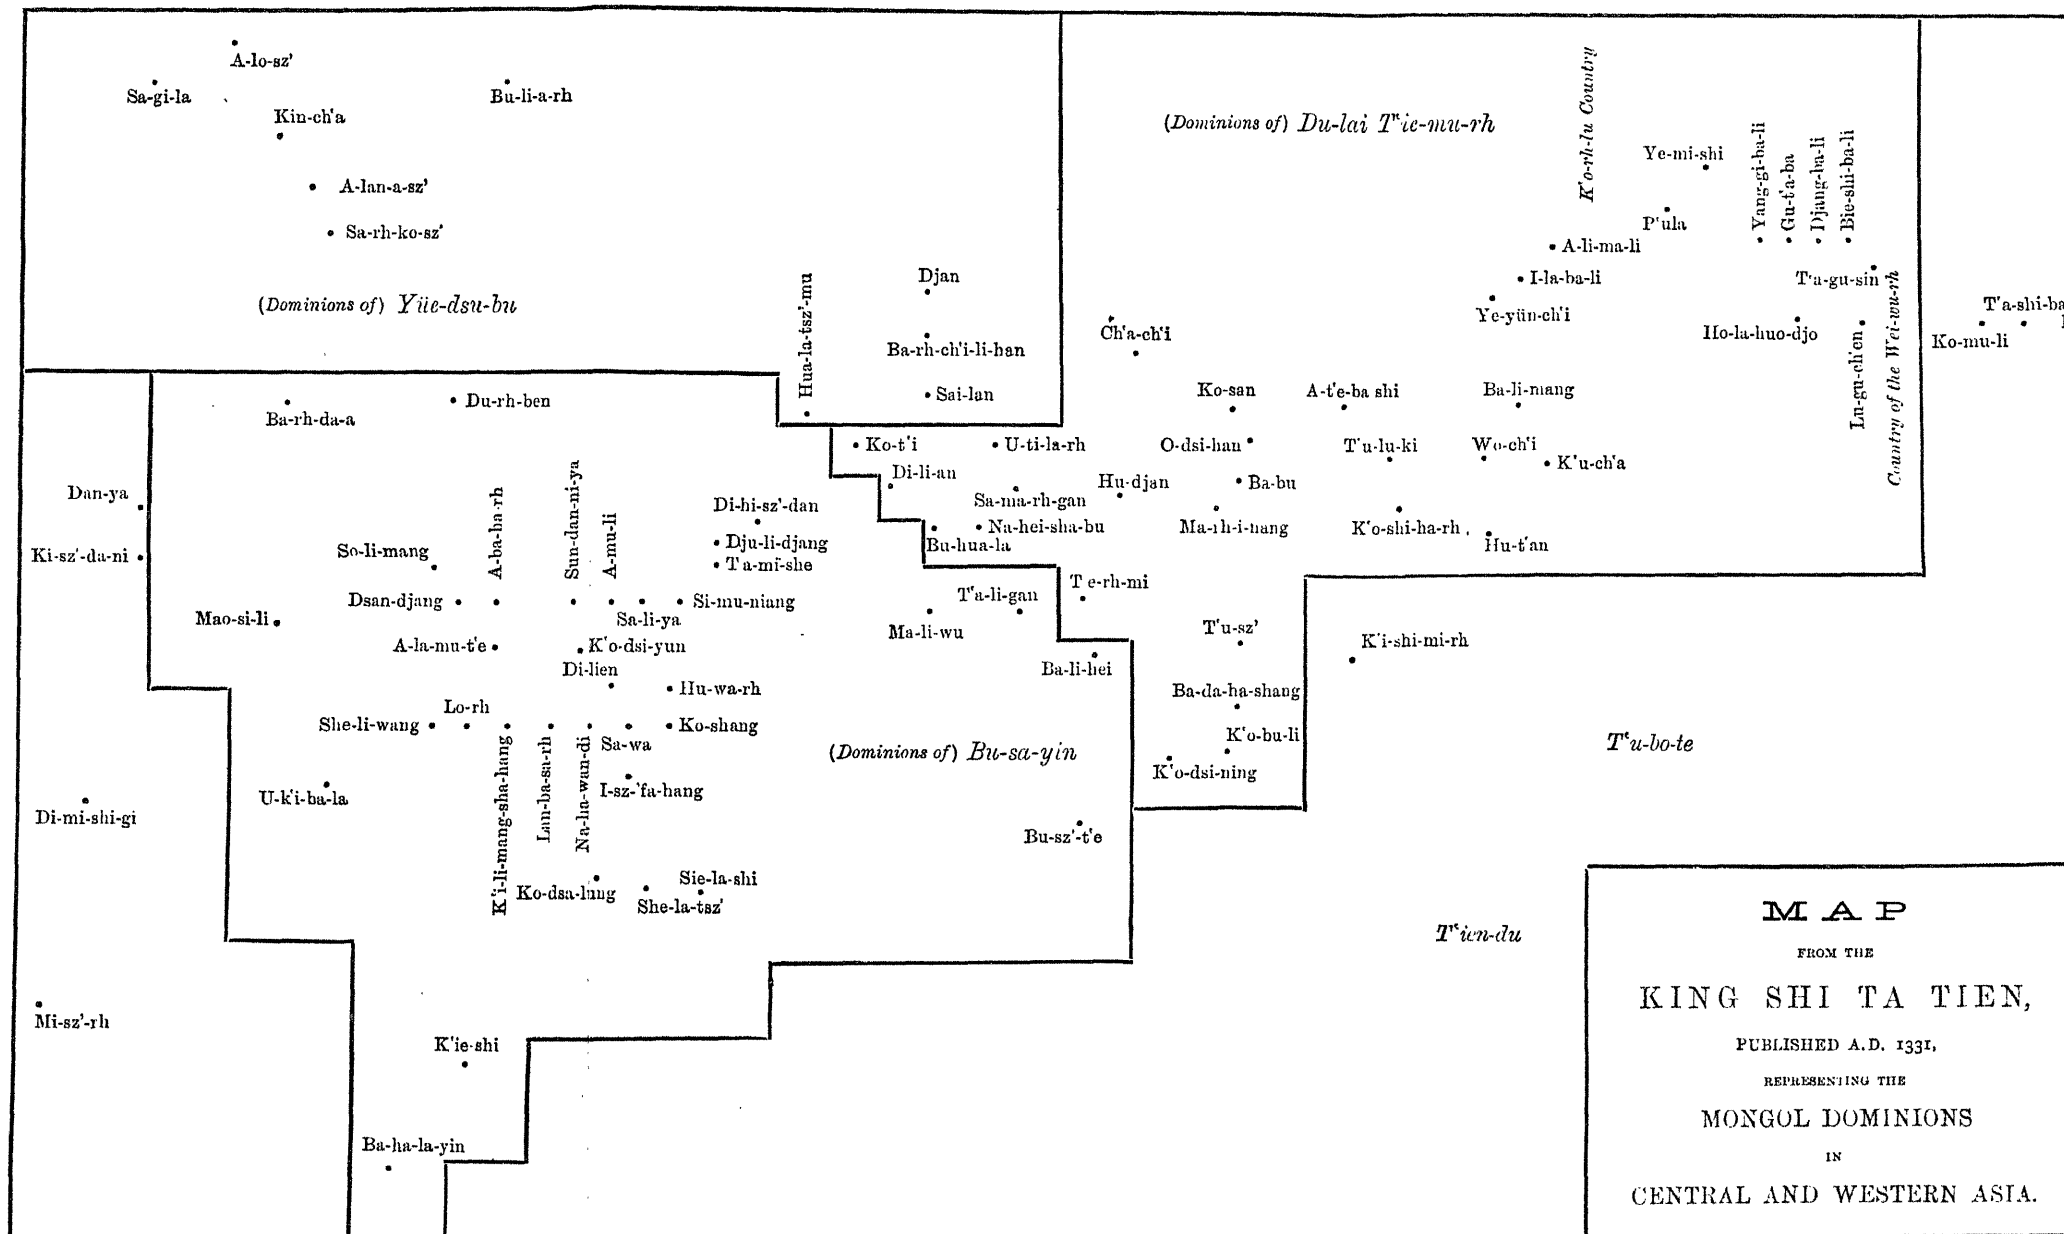 A-lo-sz'
Sa-gi-la
Bu-li-a-rh
Kin-ch'a
A-lan-a-sz'
Sa-rh-ko-sz'
(Dominions of) Yüe-dsu-bu
Hua-la-tsz'-mu
Djan
Ba-rh-ch'i-li-han
Sai-lan
(Dominions of) Du-lai T'ie-mu-rh
K'o-rh-lu Country
Ye-mi-shi
P'ula
Yang-gi-ba-li
Gu-t'a-ba
Djang-ba-li
Bie-shi-ba-li
A-li-ma-li
I-la-ba-li
Ye-yün-ch'i
T'a-gu-sin
Ho-la-huo-djo
Lu-gu-ch'en
Country of the Wei-wu-rh
T'a-shi-ba
Ko-mu-li
Ch'a-ch'i
Ko-san
A-t'e-ba shi
Ba-li-mang
O-dsi-han
T'u-lu-ki
Wo-ch'i
K'u-ch'a
Ko-t'i
U-ti-la-rh
Di-li-an
Sa-ma-rh-gan
Hu-djan
Ba-bu
Ma-rh-i-nang
K'o-shi-ha-rh
Hu-t'an
Na-hei-sha-bu
Bu-hua-la
Ba-rh-da-a
Du-rh-ben
Dan-ya
Ki-sz'-da-ni
So-li-mang
A-ba-ha-rh
Sun-dan-ni-ya
A-mu-li
Di-hi-sz'-dan
Dju-li-djang
Ta-mi-she
Dsan-djang
Sa-li-ya
Si-mu-niang
Mao-si-li
A-la-mu-t'e
K'o-dsi-yun
Di-lien
Hu-wa-rh
T'a-li-gan
Ma-li-wu
Te-rh-mi
Ba-li-hei
T'u-sz'
K'i-shi-mi-rh
Ba-da-ha-shang
K'o-bu-li
K'o-dsi-ning
Lo-rh
She-li-wang
K'i-li-mang-sha-hang
Lan-ba-sa-rh
Na-ha-wan-di
Sa-wa
Ko-shang
I-sz-'fa-hang
(Dominions of) Bu-sa-yin
T'u-bo-te
U-k'i-ba-la
Di-mi-shi-gi
Bu-sz'-t'e
Ko-dsa-lung
Sie-la-shi
She-la-tsz'
T'ien-du
Mi-sz'-rh
K'ie-shi
Ba-ha-la-yin
MAP
FROM THE
KING SHI TA TIEN,
PUBLISHED A.D. 1331,
REPRESENTING THE
MONGOL DOMINIONS
IN
CENTRAL AND WESTERN ASIA.